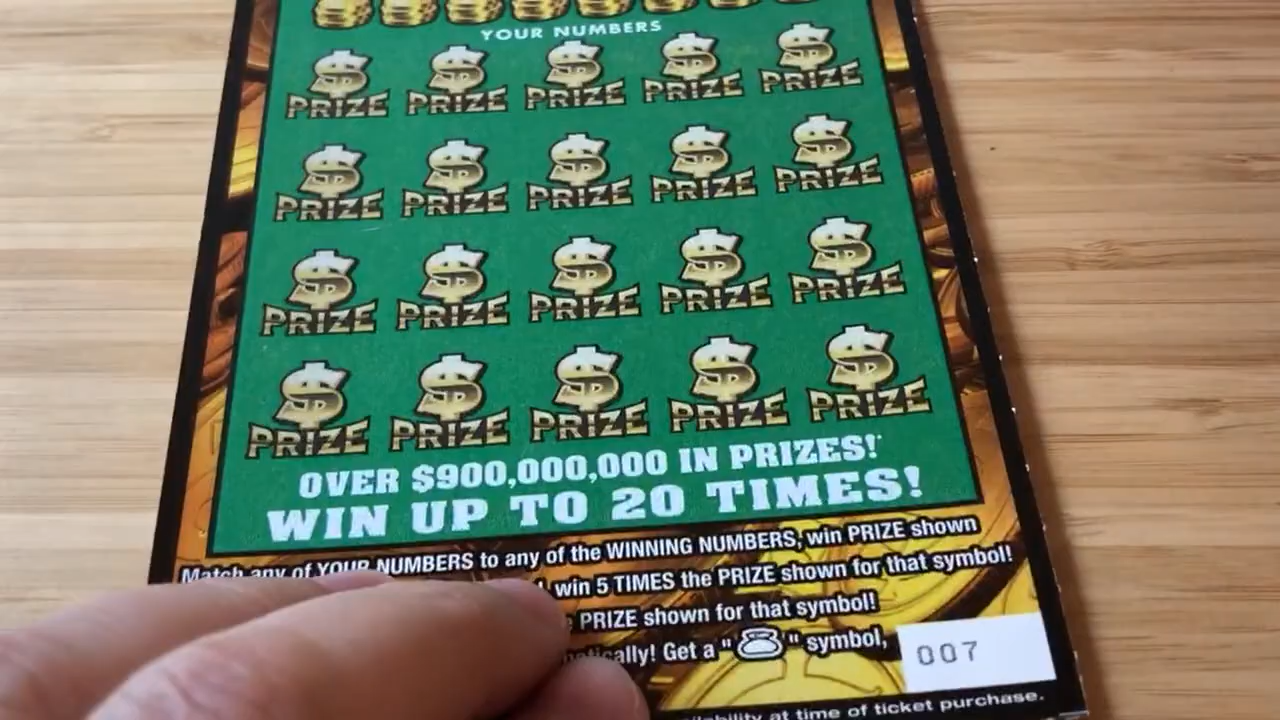 YOUR NUMBERS
PRIZE PRIZE PRIZE PRIZE PRIZE
PRIZE PRIZE PRIZE PRIZE PRIZE
PRIZE PRIZE PRIZE PRIZE PRIZE
PRIZE PRIZE PRIZE PRIZE PRIZE
OVER $900,000,000 IN PRIZES!*
WIN UP TO 20 TIMES!
Match any of YOUR NUMBERS to any of the WINNING NUMBERS, win PRIZE shown
win 5 TIMES the PRIZE shown for that symbol!
PRIZE shown for that symbol!
Get a " " symbol,
007
at time of ticket purchase.